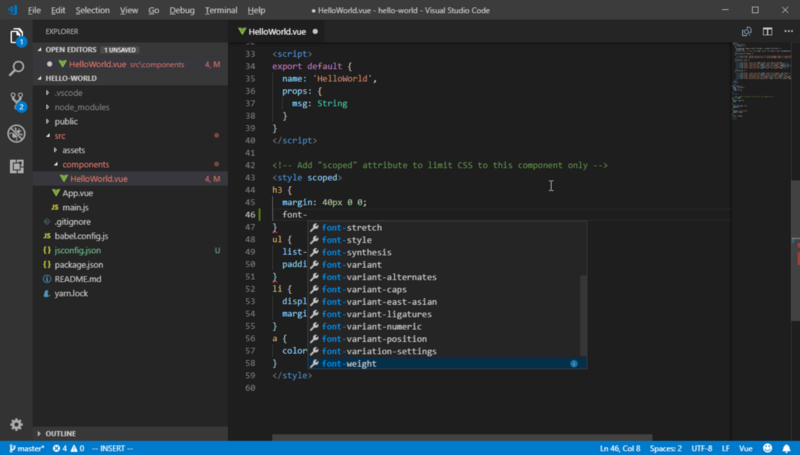 File Edit Selection View Go Debug Terminal Help ● HelloWorld.vue - hello-world - Visual Studio Code
EXPLORER
OPEN EDITORS 1 UNSAVED
HelloWorld.vue src\components 4, M
HELLO-WORLD
.vscode
node_modules
public
src
assets
components
HelloWorld.vue 4, M
App.vue
JS main.js
.gitignore
JS babel.config.js
{} jsconfig.json U
{} package.json
README.md
yarn.lock
OUTLINE
1
2
HelloWorld.vue
33 <script>
34 export default {
35 name: 'HelloWorld',
36 props: {
37 msg: String
38 }
39 }
40 </script>
41
42 <!-- Add "scoped" attribute to limit CSS to this component only -->
43 <style scoped>
44 h3 {
45 margin: 40px 0 0;
46 font-
47 }
48 ul {
49 list-
50 paddi
51 }
52 li {
53 displ
54 margi
55 }
56 a {
57 color
58 }
59 </style>
60
font-stretch
font-style
font-synthesis
font-variant
font-variant-alternates
font-variant-caps
font-variant-east-asian
font-variant-ligatures
font-variant-numeric
font-variant-position
font-variation-settings
font-weight
master* 4 0 -- INSERT -- Ln 46, Col 8 Spaces: 2 UTF-8 LF Vue